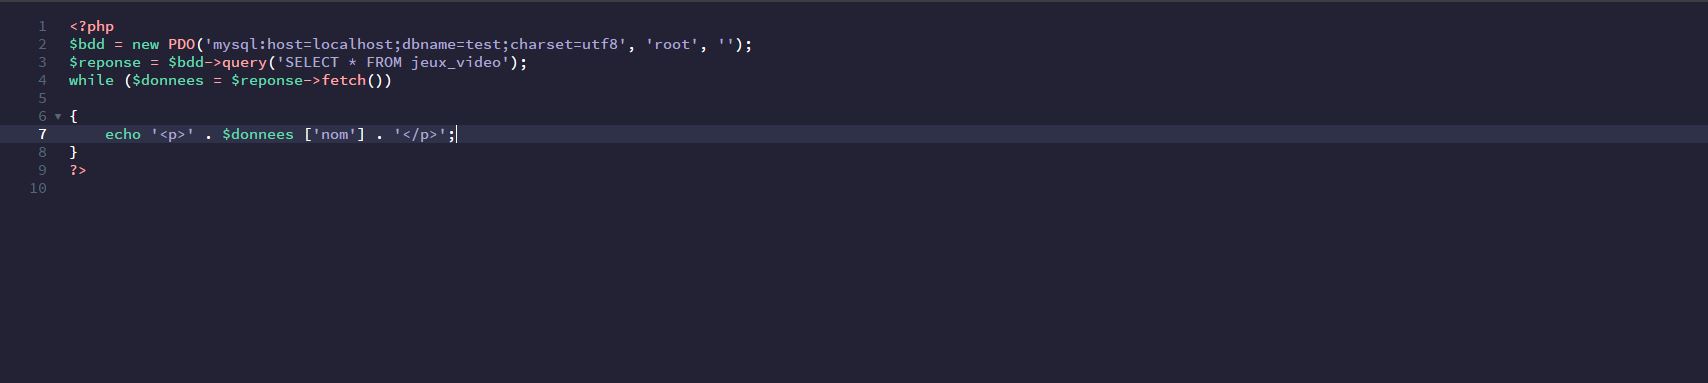 1 <?php
2 $bdd = new PDO('mysql:host=localhost;dbname=test;charset=utf8', 'root', '');
3 $reponse = $bdd->query('SELECT * FROM jeux_video');
4 while ($donnees = $reponse->fetch())
5
6 {
7 echo '<p>' . $donnees ['nom'] . '</p>';
8 }
9 ?>
10